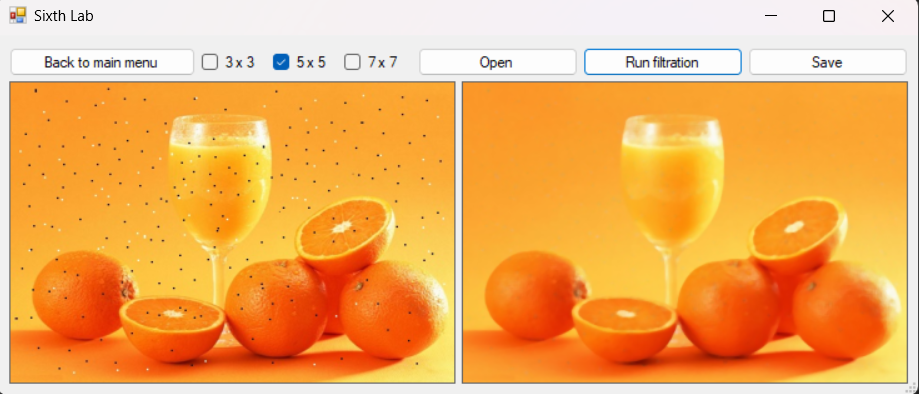 Sixth Lab
Back to main menu 3 x 3 5 x 5 7 x 7 Open Run filtration Save